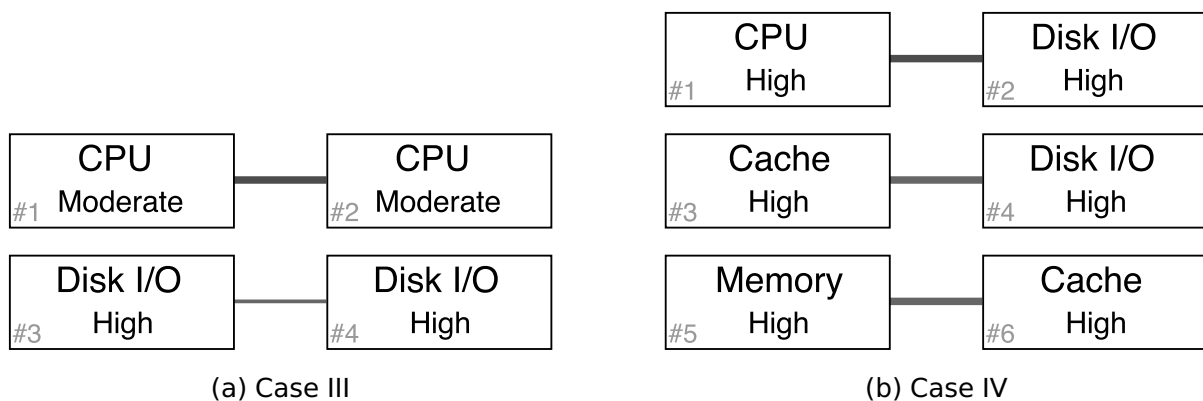 CPU
Moderate
#1
CPU
Moderate
#2
Disk I/O
High
#3
Disk I/O
High
#4
(a) Case III
CPU
High
#1
Disk I/O
High
#2
Cache
High
#3
Disk I/O
High
#4
Memory
High
#5
Cache
High
#6
(b) Case IV